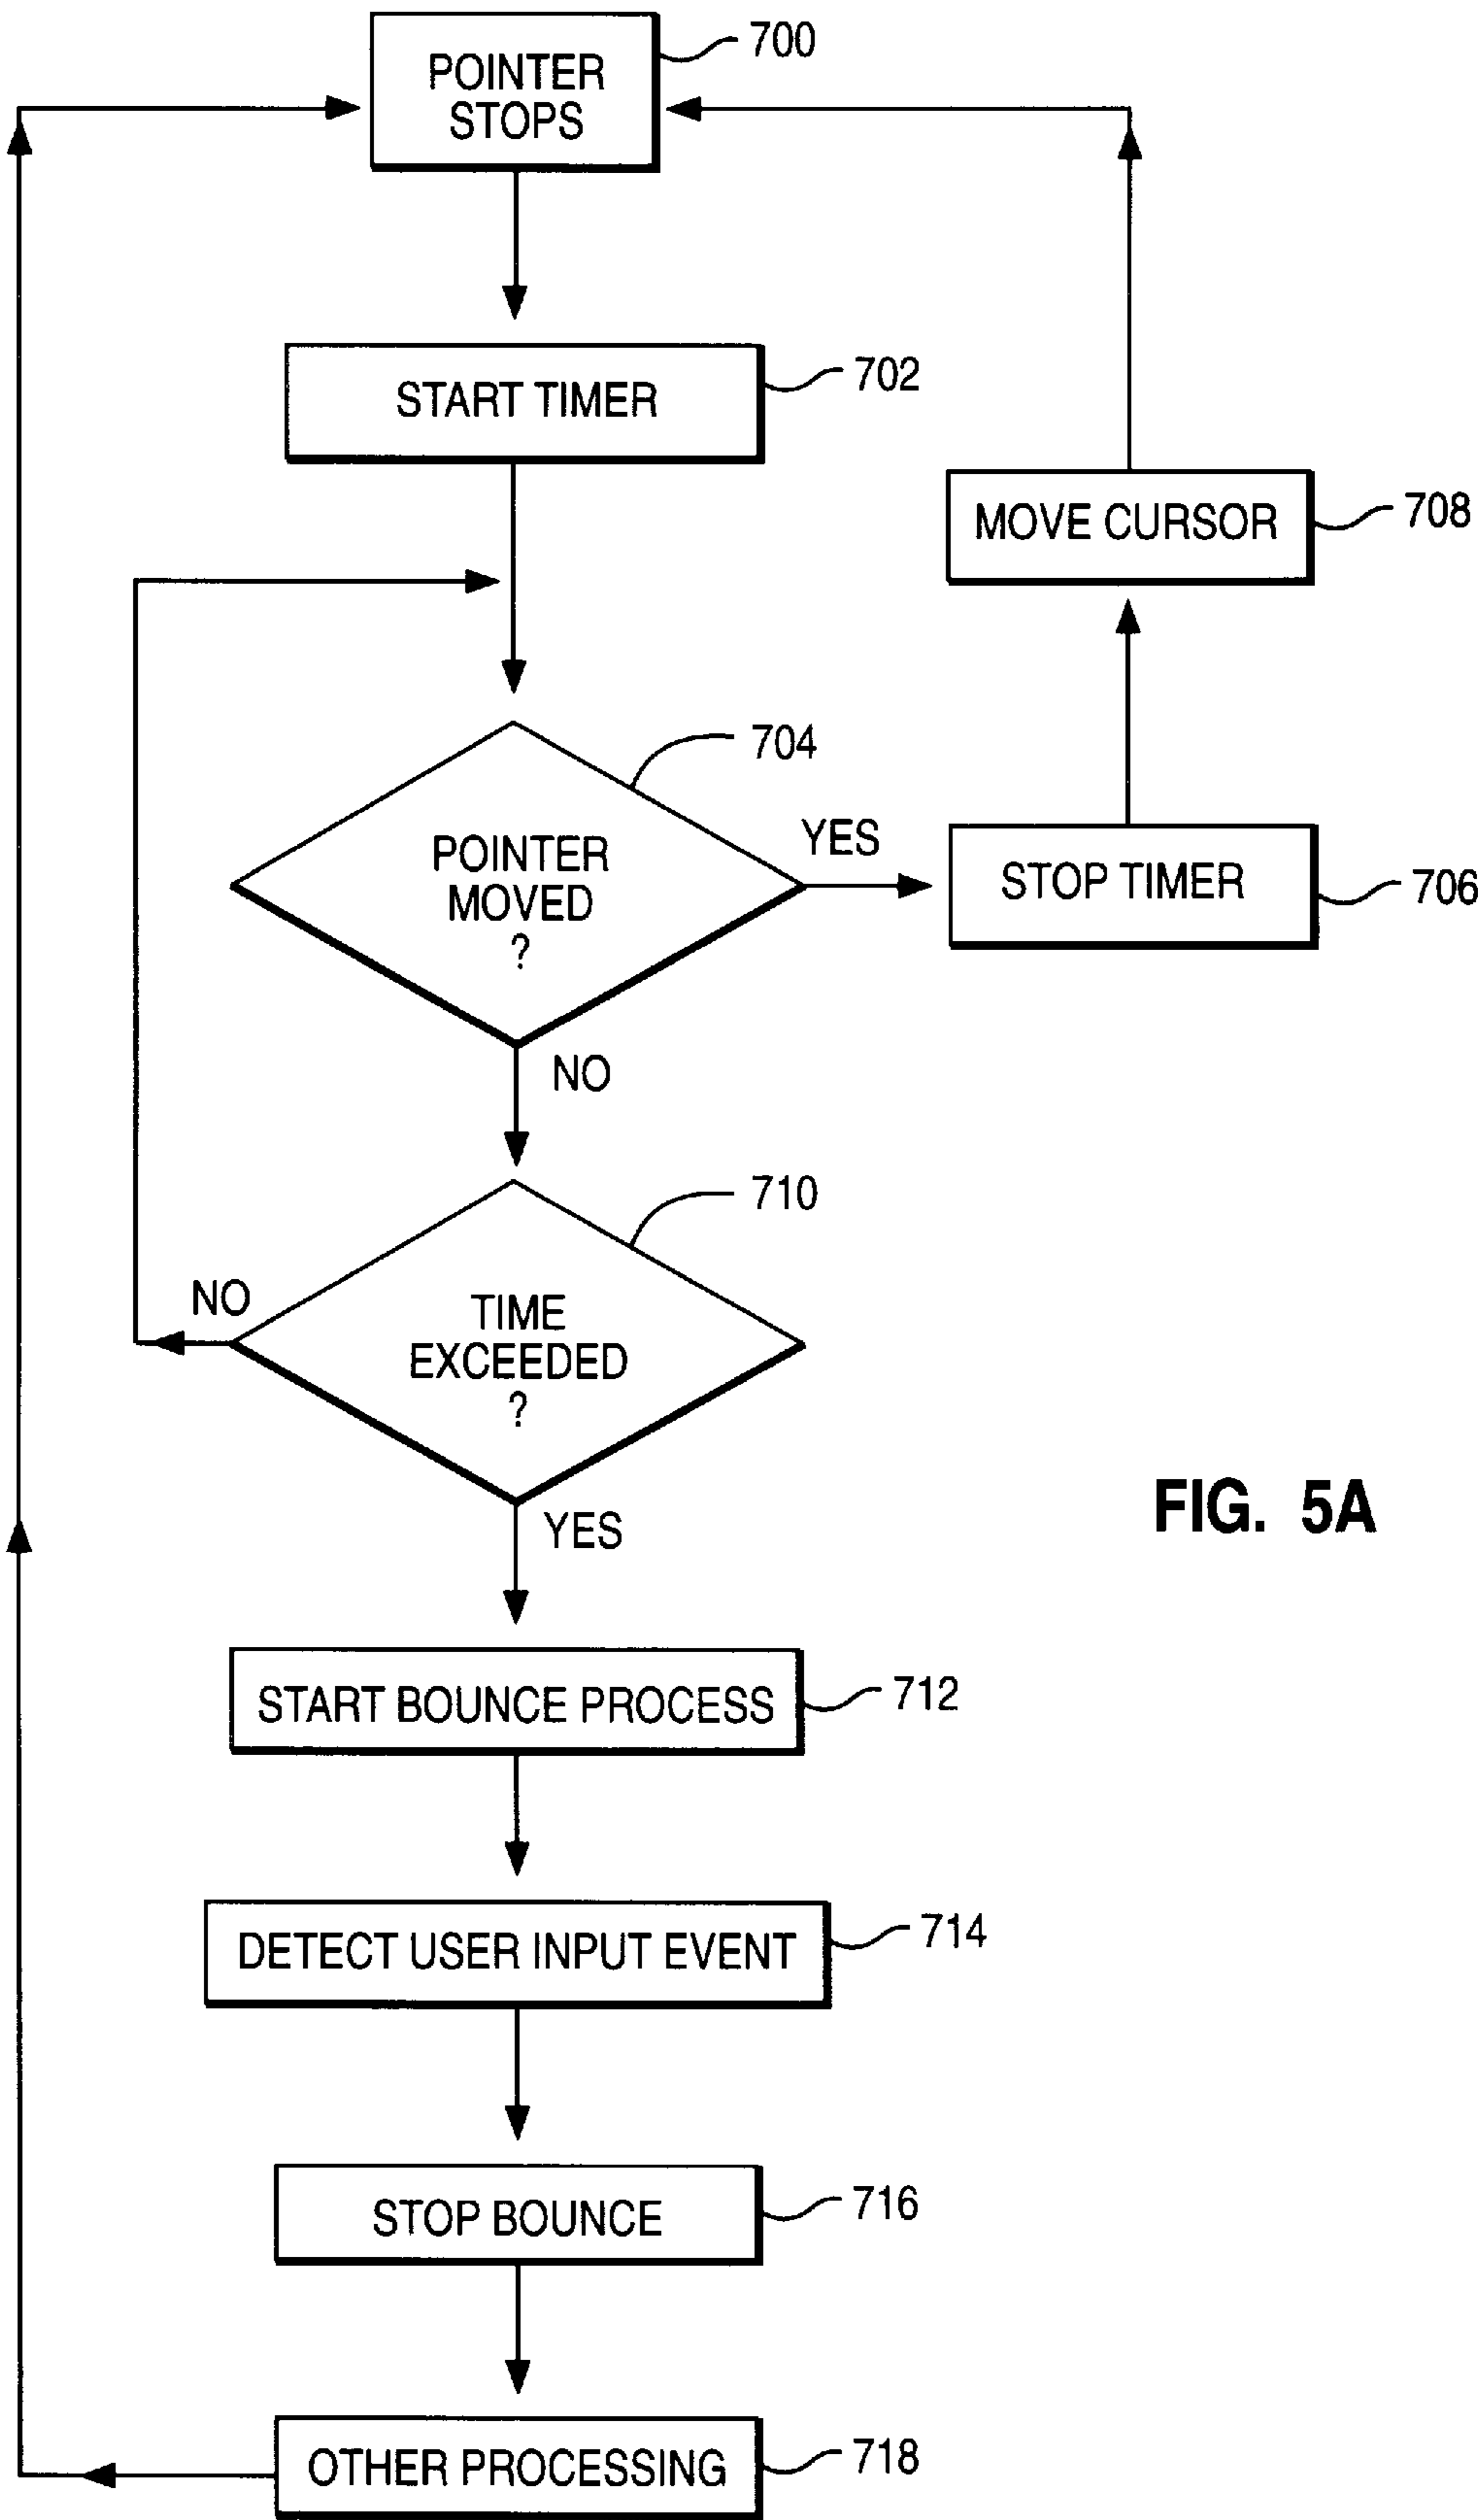 POINTER
STOPS
700
START TIMER
702
MOVE CURSOR
708
POINTER
MOVED
?
704
YES
STOP TIMER
706
NO
TIME
EXCEEDED
?
710
NO
YES
FIG. 5A
START BOUNCE PROCESS
712
DETECT USER INPUT EVENT
714
STOP BOUNCE
716
OTHER PROCESSING
718